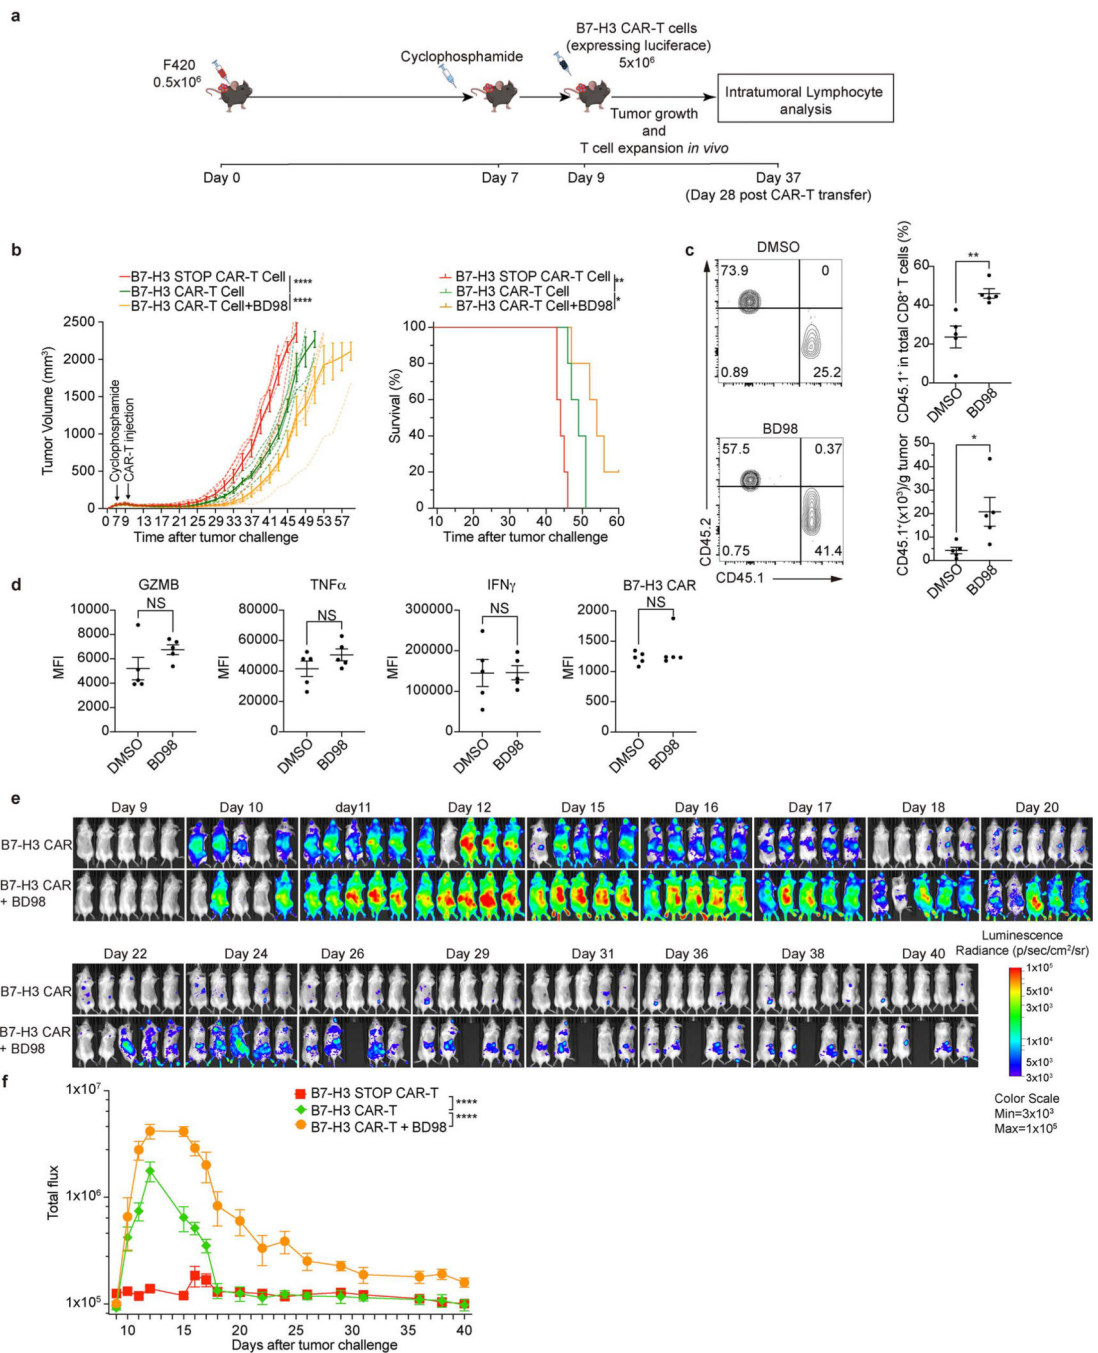 a
F420
0.5x10⁶
Cyclophosphamide
B7-H3 CAR-T cells
(expressing luciferace)
5x10⁶
Tumor growth
and
T cell expansion in vivo
Intratumoral Lymphocyte
analysis
Day 0
Day 7
Day 9
Day 37
(Day 28 post CAR-T transfer)
b
B7-H3 STOP CAR-T Cell
B7-H3 CAR-T Cell
B7-H3 CAR-T Cell+BD98
****
****
Tumor Volume (mm³)
2500
2000
1500
1000
500
0
Cyclophosphamide
CAR-T injection
0 7 9 13 17 21 25 29 33 37 41 45 49 53 57
Time after tumor challenge
B7-H3 STOP CAR-T Cell
B7-H3 CAR-T Cell
B7-H3 CAR-T Cell+BD98
**
*
Survival (%)
100
80
60
40
20
0
10 20 30 40 50 60
Time after tumor challenge
c
DMSO
73.9 0
0.89 25.2
BD98
57.5 0.37
0.75 41.4
CD45.2
CD45.1
CD45.1⁺ in total CD8⁺ T cells (%)
60
40
20
0
**
DMSO BD98
CD45.1⁺(x10³)/g tumor
50
40
30
20
10
0
*
DMSO BD98
d
GZMB
NS
MFI
10000
8000
6000
4000
2000
0
DMSO BD98
TNFα
NS
MFI
80000
60000
40000
20000
0
DMSO BD98
IFNγ
NS
MFI
300000
200000
100000
0
DMSO BD98
B7-H3 CAR
NS
MFI
2000
1500
1000
500
0
DMSO BD98
e
Day 9 Day 10 day11 Day 12 Day 15 Day 16 Day 17 Day 18 Day 20
B7-H3 CAR
B7-H3 CAR
+ BD98
Day 22 Day 24 Day 26 Day 29 Day 31 Day 36 Day 38 Day 40
B7-H3 CAR
B7-H3 CAR
+ BD98
Luminescence
Radiance (p/sec/cm²/sr)
1x10⁵
5x10⁴
3x10³
1x10⁴
5x10³
3x10³
Color Scale
Min=3x10³
Max=1x10⁵
f
B7-H3 STOP CAR-T
B7-H3 CAR-T
B7-H3 CAR-T + BD98
****
****
Total flux
1x10⁷
1x10⁶
1x10⁵
10 15 20 25 30 35 40
Days after tumor challenge